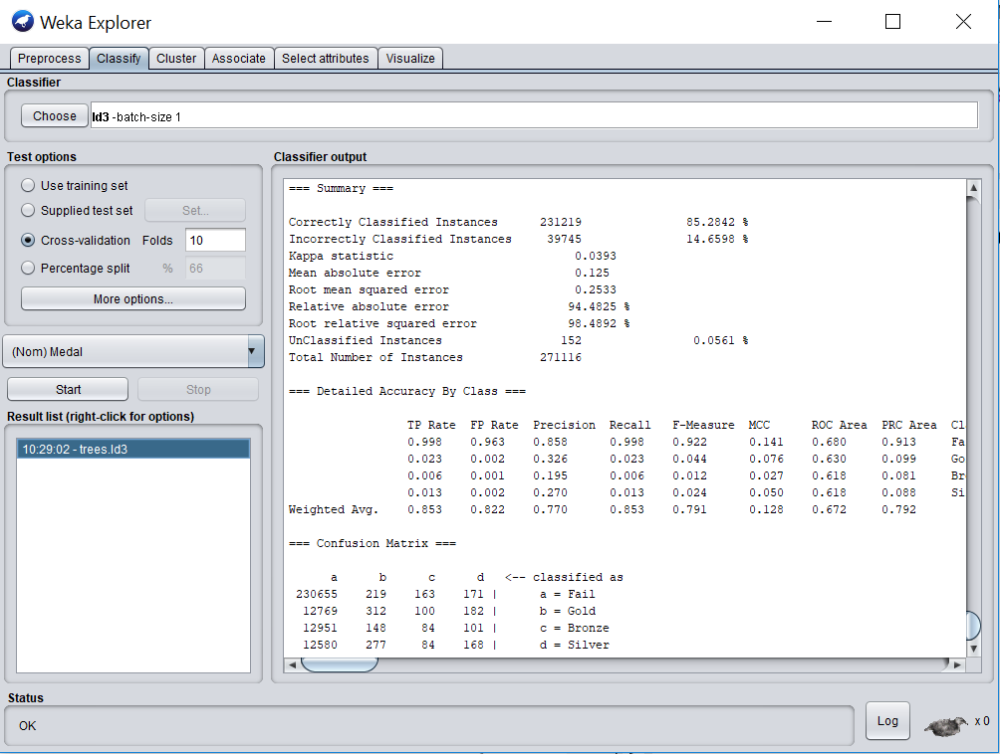 Weka Explorer
Preprocess Classify Cluster Associate Select attributes Visualize
Classifier
Choose Id3 -batch-size 1
Test options
Use training set
Supplied test set Set...
Cross-validation Folds 10
Percentage split % 66
More options...
(Nom) Medal
Start Stop
Result list (right-click for options)
10:29:02 - trees.Id3
Classifier output
=== Summary ===
Correctly Classified Instances 231219 85.2842 %
Incorrectly Classified Instances 39745 14.6598 %
Kappa statistic 0.0393
Mean absolute error 0.125
Root mean squared error 0.2533
Relative absolute error 94.4825 %
Root relative squared error 98.4892 %
UnClassified Instances 152 0.0561 %
Total Number of Instances 271116
=== Detailed Accuracy By Class ===
TP Rate FP Rate Precision Recall F-Measure MCC ROC Area PRC Area Cl
0.998 0.963 0.858 0.998 0.922 0.141 0.680 0.913 Fa
0.023 0.002 0.326 0.023 0.044 0.076 0.630 0.099 Go
0.006 0.001 0.195 0.006 0.012 0.027 0.618 0.081 Br
0.013 0.002 0.270 0.013 0.024 0.050 0.618 0.088 Si
Weighted Avg. 0.853 0.822 0.770 0.853 0.791 0.128 0.672 0.792
=== Confusion Matrix ===
a b c d <-- classified as
230655 219 163 171 | a = Fail
12769 312 100 182 | b = Gold
12951 148 84 101 | c = Bronze
12580 277 84 168 | d = Silver
Status
OK
Log
x 0